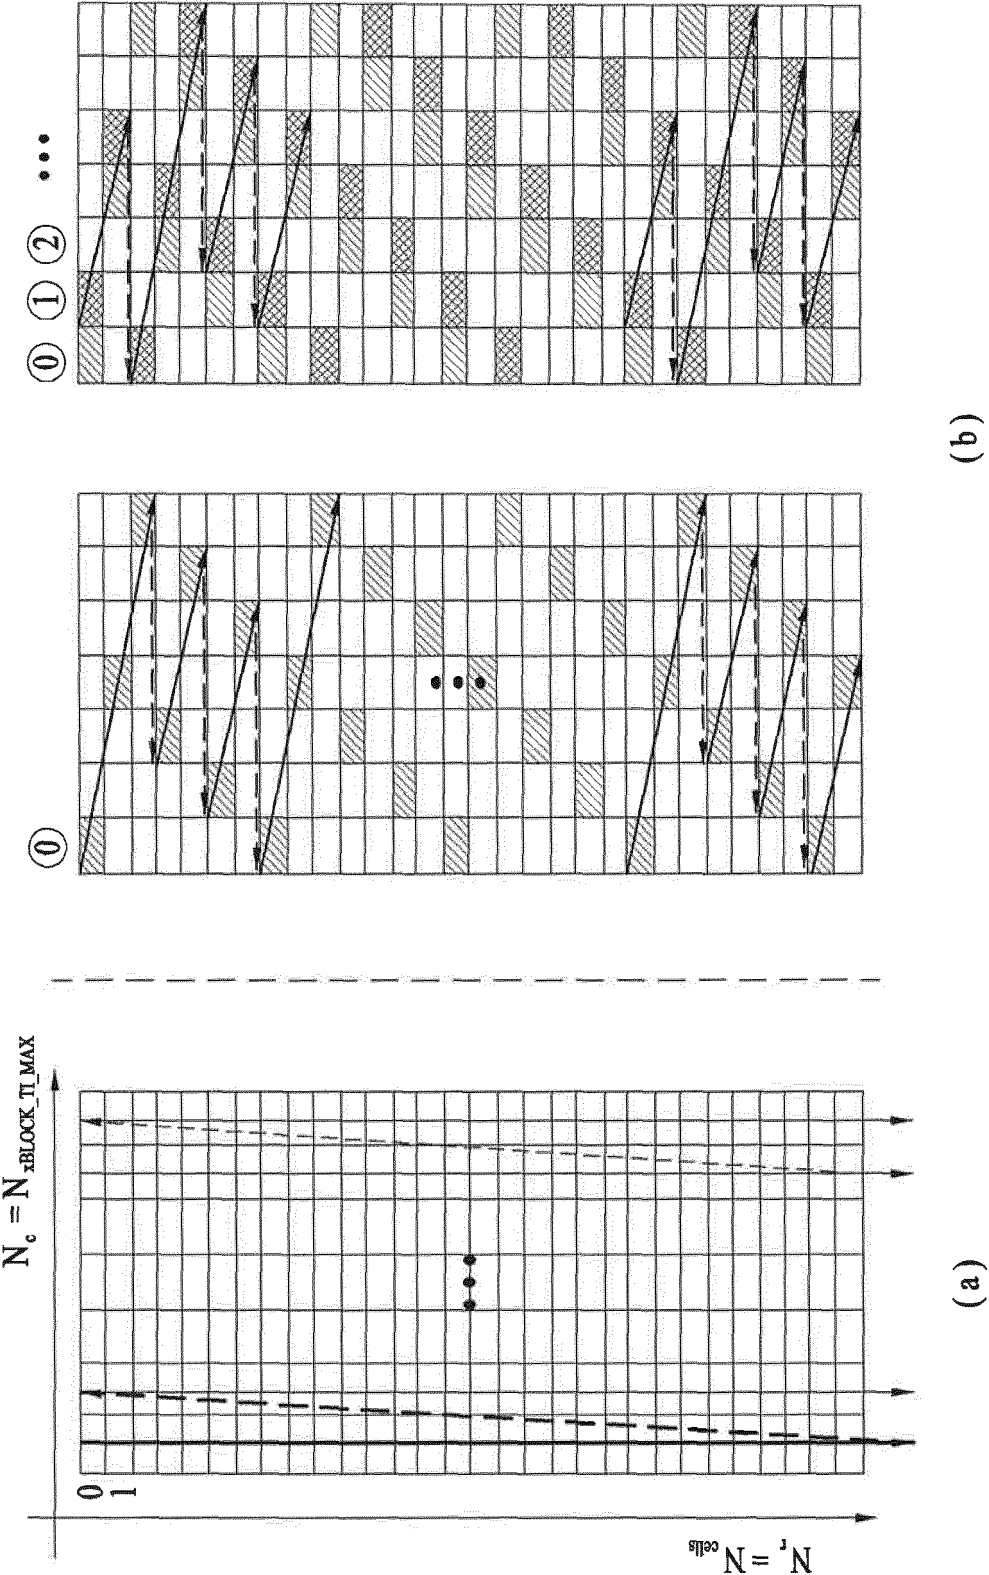 N_c = N_xBLOCK_TI_MAX
N_r = N_cells
0
1
(a)
⓪
⓪ ① ② •••
(b)